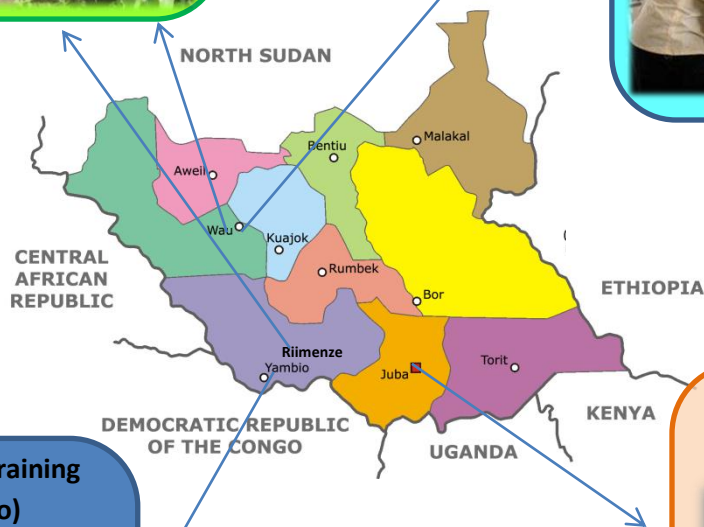 NORTH SUDAN
Malakal
Bentiu
Aweil
Wau
Kuajok
CENTRAL
AFRICAN
REPUBLIC
Rumbek
ETHIOPIA
Bor
Riimenze
Yambio
Juba
Torit
DEMOCRATIC REPUBLIC
OF THE CONGO
KENYA
UGANDA
raining
o)